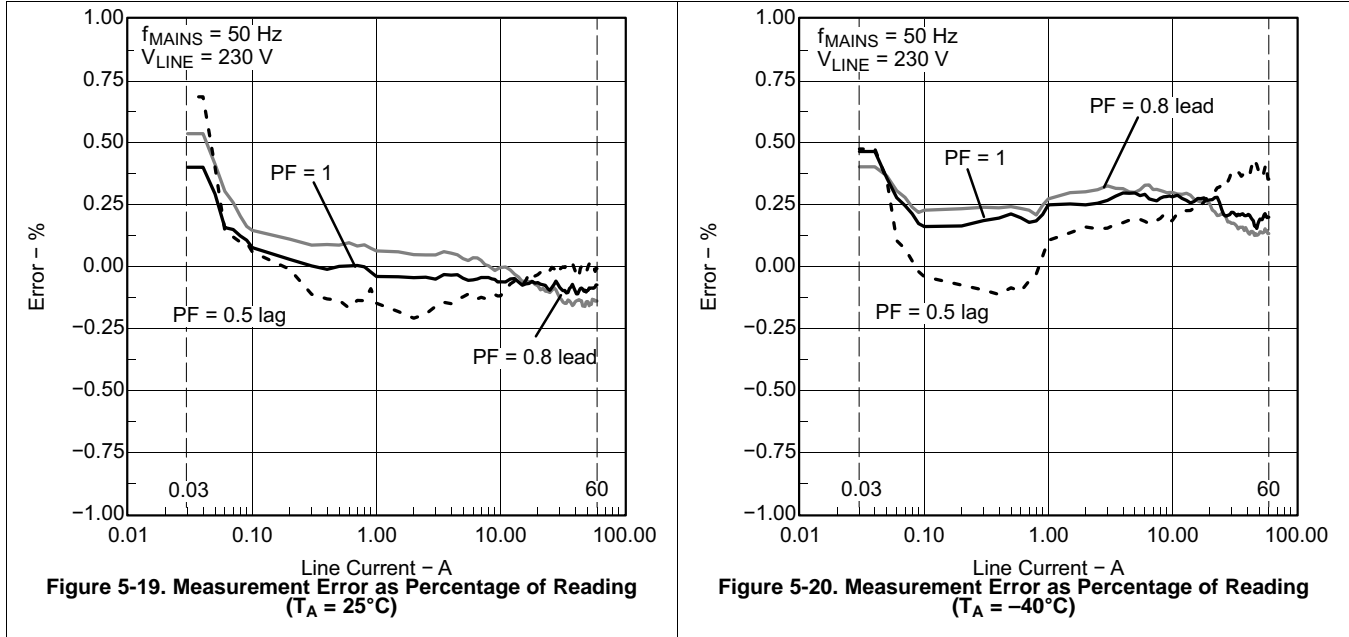 1.00
0.75
0.50
0.25
0.00
−0.25
−0.50
−0.75
−1.00
Error − %
fMAINS = 50 Hz
VLINE = 230 V
PF = 1
PF = 0.5 lag
PF = 0.8 lead
0.03
60
0.01
0.10
1.00
10.00
100.00
Line Current − A
Figure 5-19. Measurement Error as Percentage of Reading
(TA = 25°C)
1.00
0.75
0.50
0.25
0.00
−0.25
−0.50
−0.75
−1.00
Error − %
fMAINS = 50 Hz
VLINE = 230 V
PF = 0.8 lead
PF = 1
PF = 0.5 lag
0.03
60
0.01
0.10
1.00
10.00
100.00
Line Current − A
Figure 5-20. Measurement Error as Percentage of Reading
(TA = −40°C)